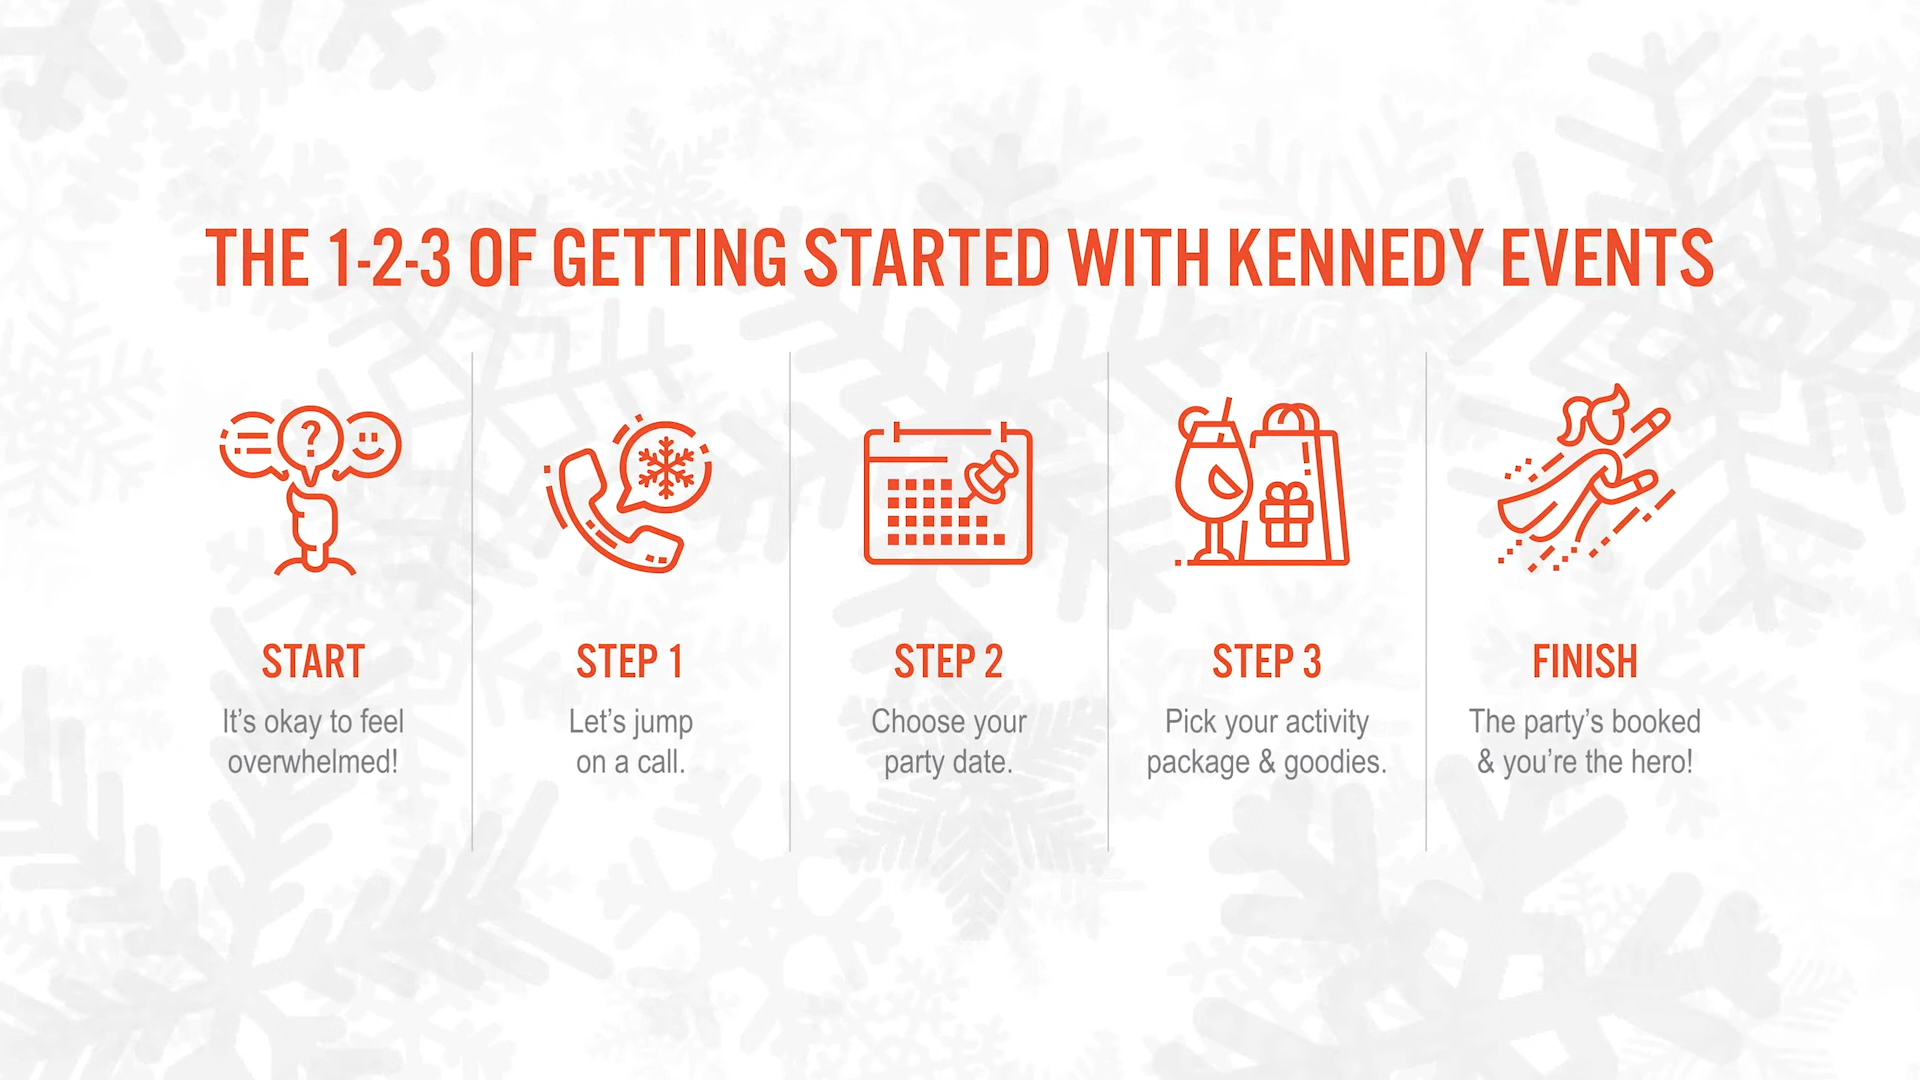 THE 1-2-3 OF GETTING STARTED WITH KENNEDY EVENTS
?
START
It's okay to feel
overwhelmed!
STEP 1
Let's jump
on a call.
STEP 2
Choose your
party date.
STEP 3
Pick your activity
package & goodies.
FINISH
The party's booked
& you're the hero!